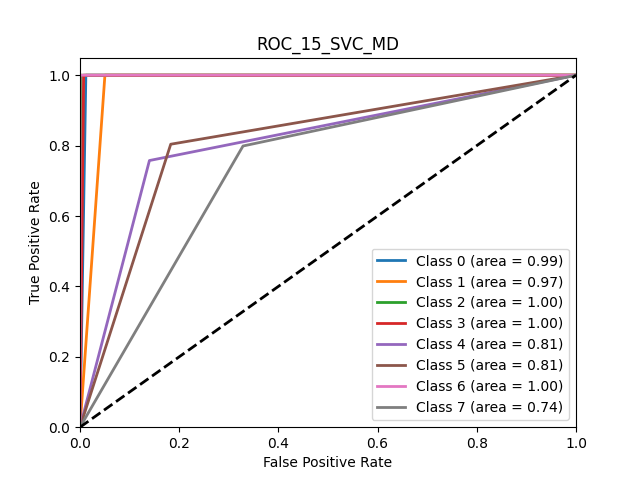 ROC_15_SVC_MD
1.0
0.8
0.6
0.4
0.2
0.0
True Positive Rate
Class 0 (area = 0.99)
Class 1 (area = 0.97)
Class 2 (area = 1.00)
Class 3 (area = 1.00)
Class 4 (area = 0.81)
Class 5 (area = 0.81)
Class 6 (area = 1.00)
Class 7 (area = 0.74)
0.0 0.2 0.4 0.6 0.8 1.0
False Positive Rate